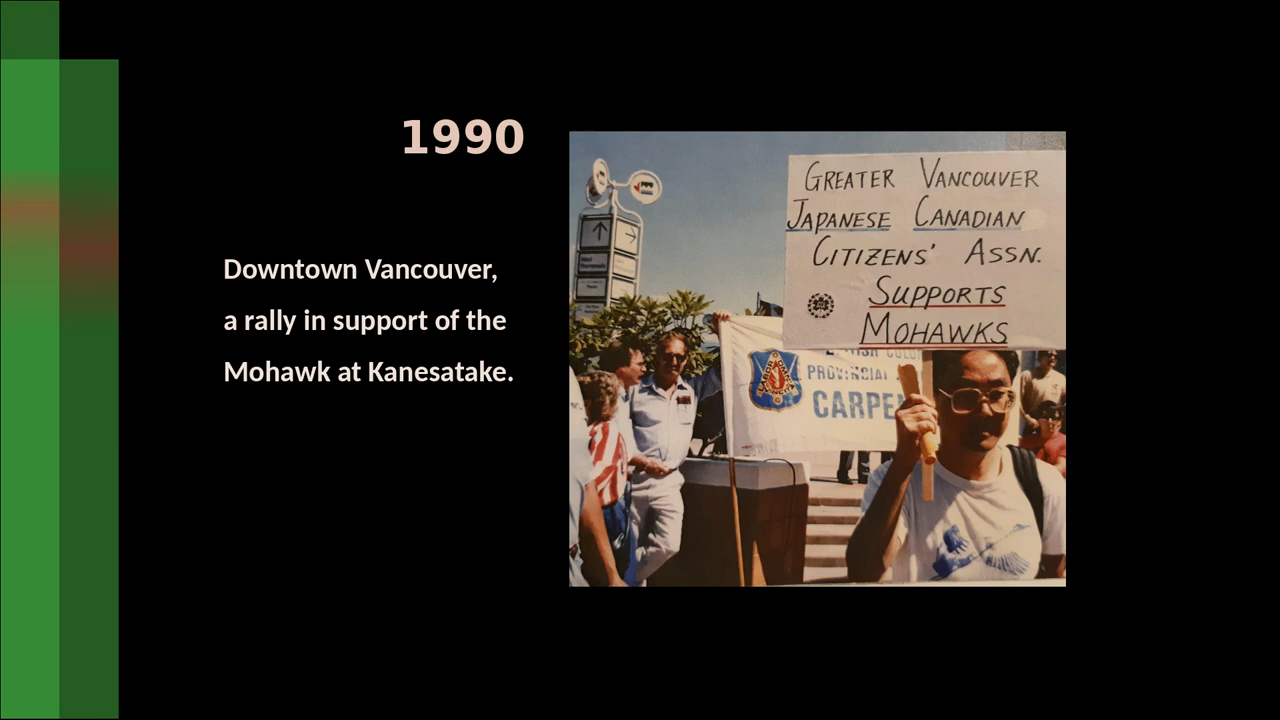 1990
Downtown Vancouver,
a rally in support of the
Mohawk at Kanesatake.
GREATER VANCOUVER
JAPANESE CANADIAN
CITIZENS' ASSN.
SUPPORTS
MOHAWKS
PROVINCIAL
CARPE